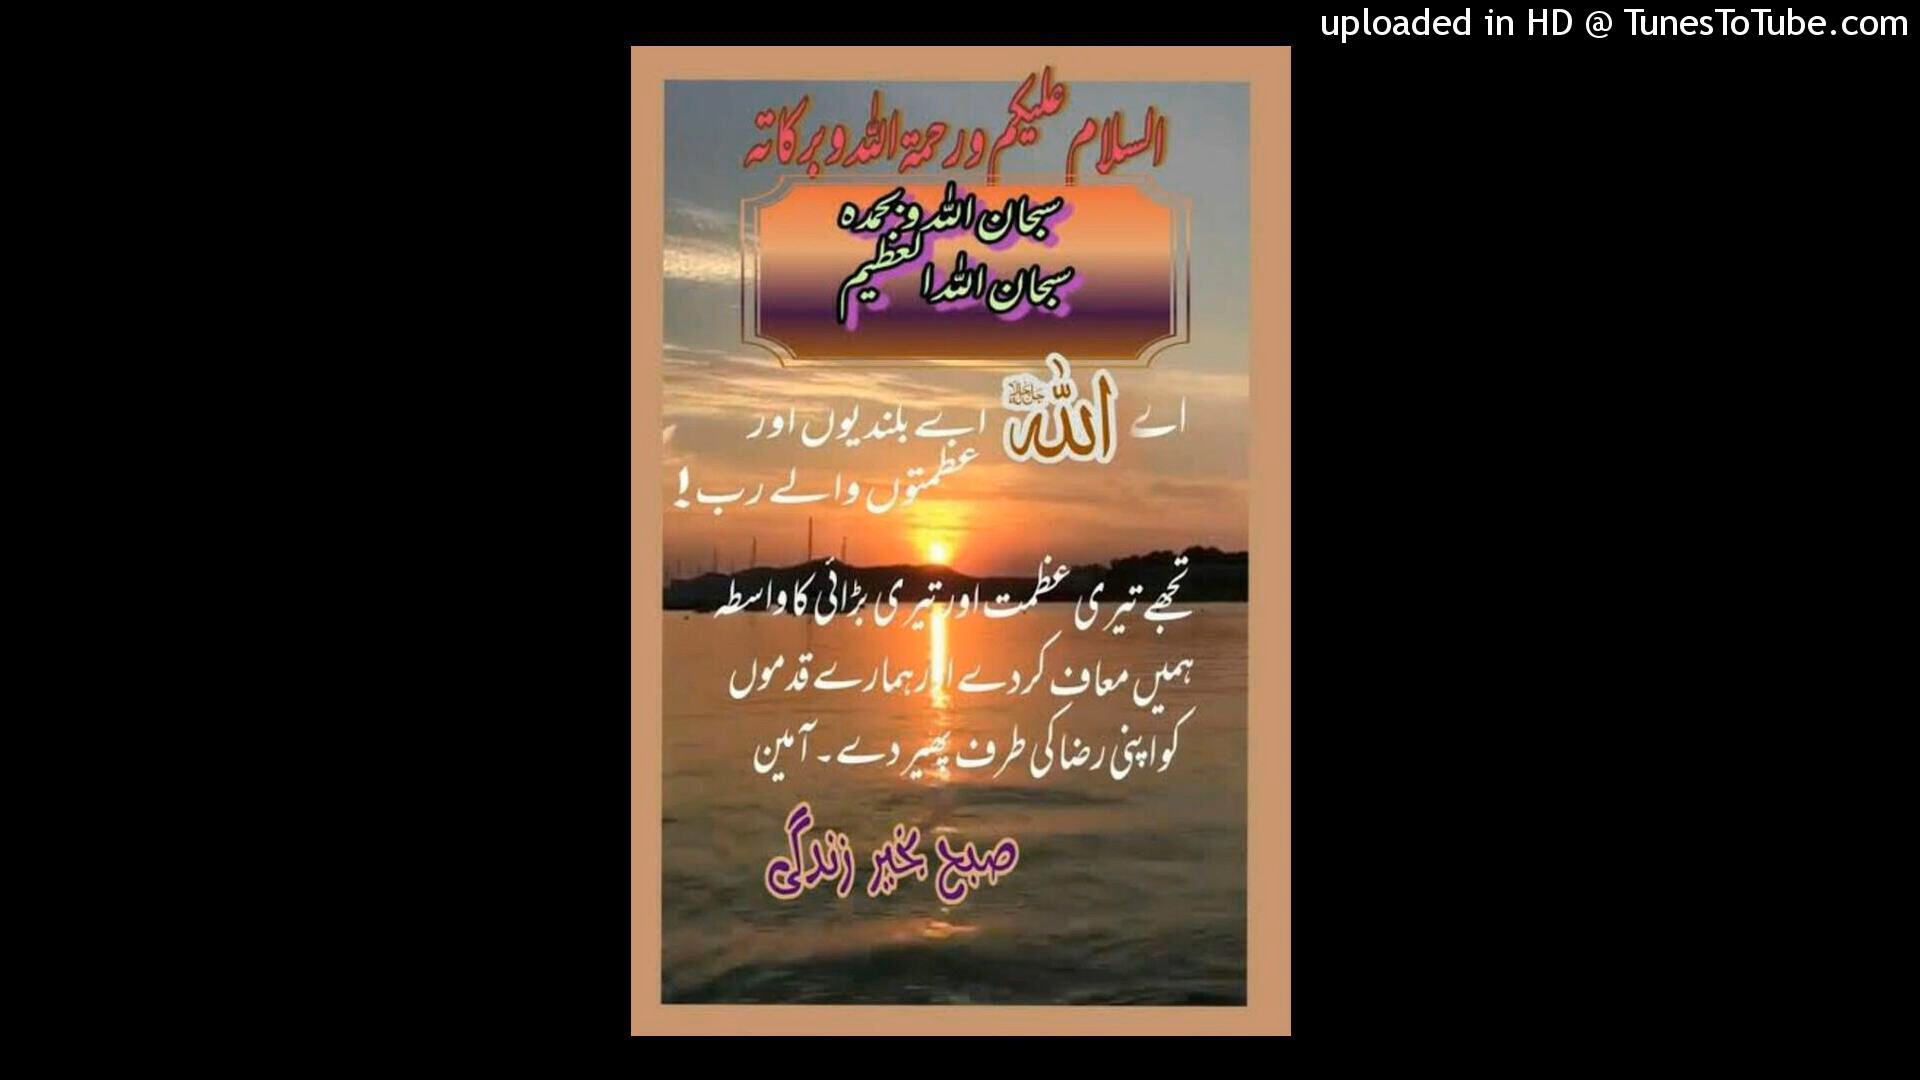 uploaded in HD @ TunesToTube.com
السلام علیکم ورحمۃ اللہ وبرکاتہ
سبحان اللہ وبحمدہ
سبحان اللہ العظیم
اے اللہ جل جلالہ اے بلندیوں اور
عظمتوں والے رب!
تجھے تیری عظمت اور تیری بڑائی کا واسطہ
ہمیں معاف کردے اور ہمارے قدموں
کو اپنی رضا کی طرف پھیر دے۔ آمین
صبح بخیر زندگی